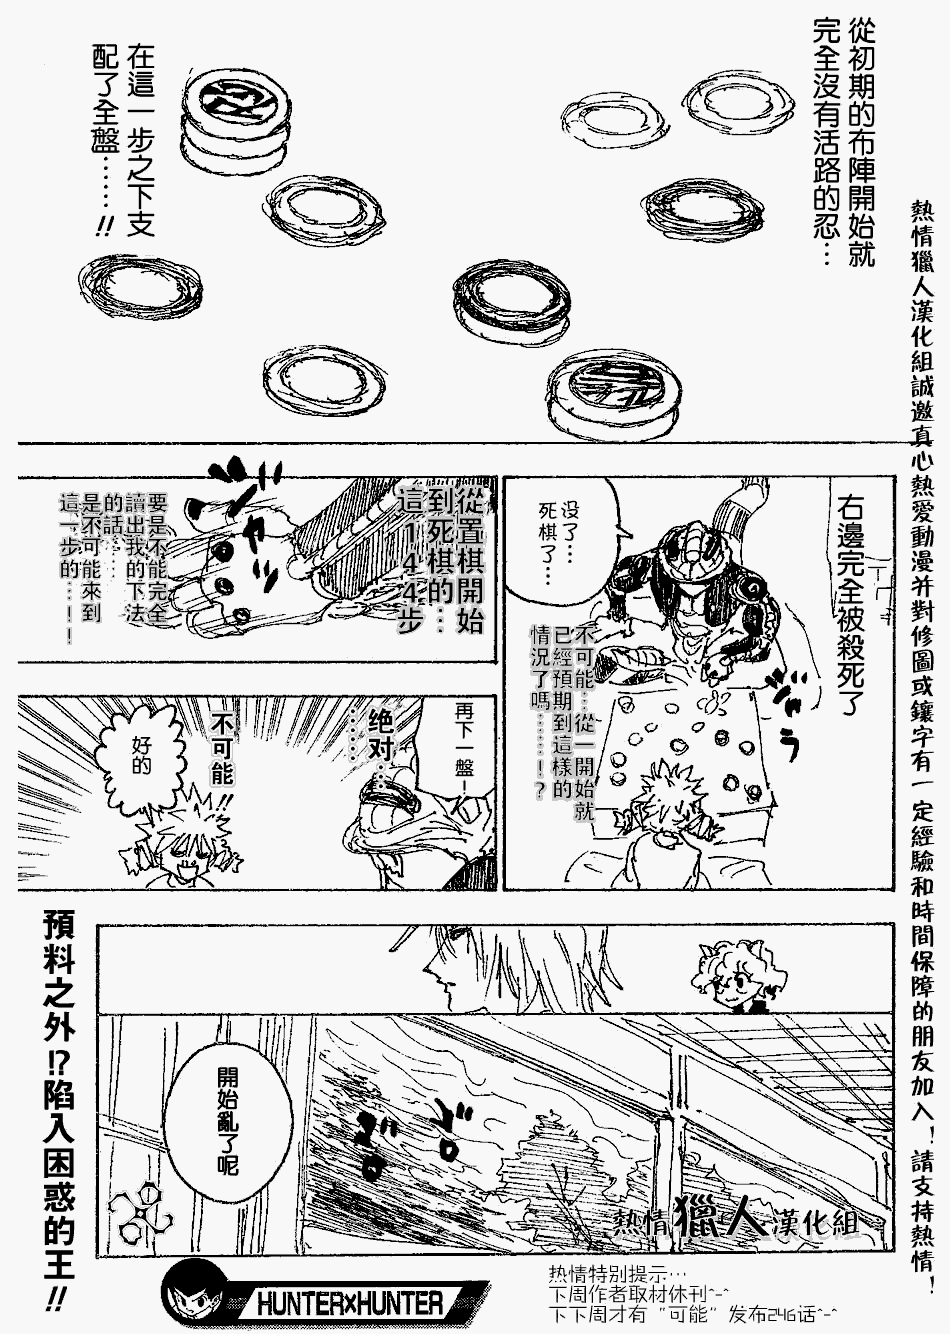 從初期的布陣開始就
完全沒有活路的忍…
在這一步之下支
配了全盤……!!
右邊完全被殺死了
没了…
死棋了…
不可能…從一開始就
已經預期到這樣的
情況了嗎……!?
從置棋開始
到死棋的…
這144步
要是不能完全
讀出我的下法
的話……
是不可能來到
這一步的…!!
再下一盤!
绝对…
……
不可能!!
好的
開始亂了呢
預料之外!?陷入困惑的王!!
熱情獵人漢化組誠邀真心熱愛動漫并對修圖或鑲字有一定經驗和時間保障的朋友加入!請支持熱情!
熱情獵人漢化組
HUNTER×HUNTER
热情特别提示…
下周作者取材休刊^-^
下下周才有“可能”发布246话^-^